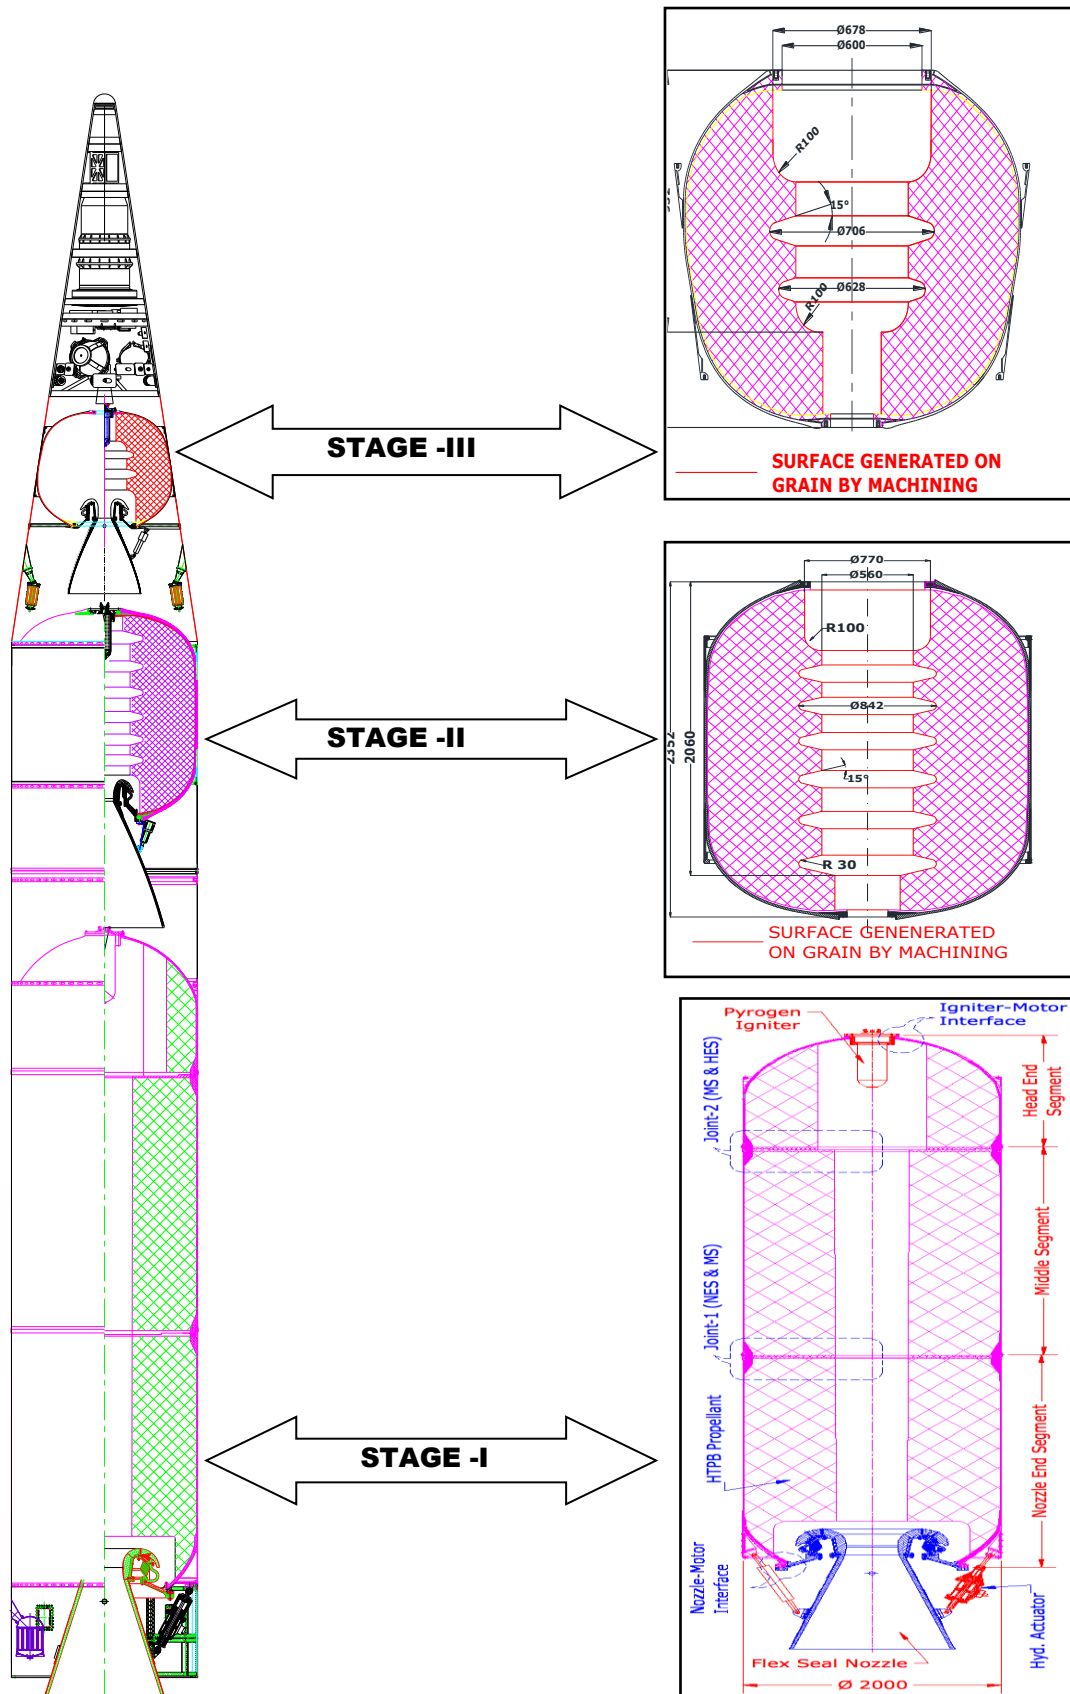 Ø678
Ø600
R100
15°
Ø706
Ø628
R100
STAGE -III
SURFACE GENERATED ON
GRAIN BY MACHINING
Ø770
Ø560
R100
Ø842
2352
2060
15°
R 30
STAGE -II
SURFACE GENENERATED
ON GRAIN BY MACHINING
Pyrogen
Igniter
Igniter-Motor
Interface
Joint-2 (MS & HES)
Head End
Segment
Middle Segment
Joint-1 (NES & MS)
STAGE -I
HTPB Propellant
Nozzle End Segment
Nozzle-Motor
Interface
Hyd. Actuator
Flex Seal Nozzle
Ø 2000